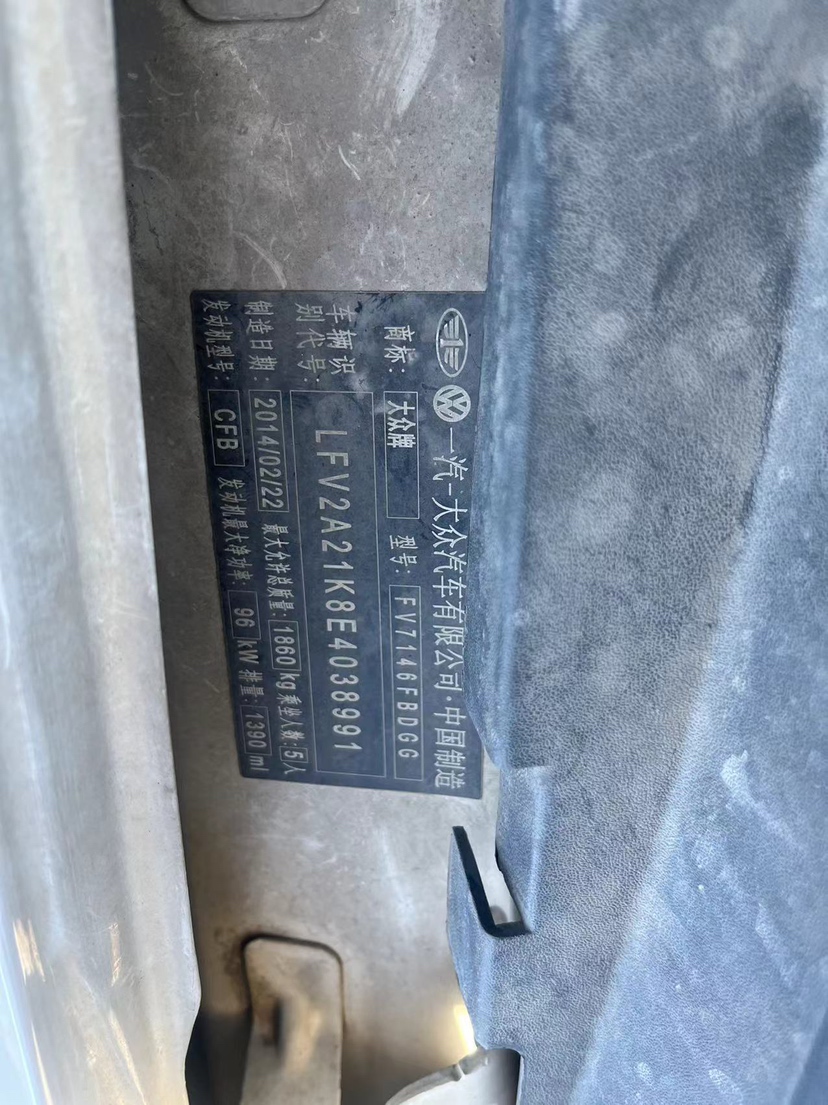 一汽-大众汽车有限公司·中国制造
商标: 大众牌 型号: FV7146FBDGG
车辆识别代号: LFV2A21K8E4038991
制造日期: 2014/02/22 最大允许总质量: 1860 kg 乘坐人数: 5 人
发动机型号: CFB 发动机最大净功率: 96 kW 排量: 1390 ml